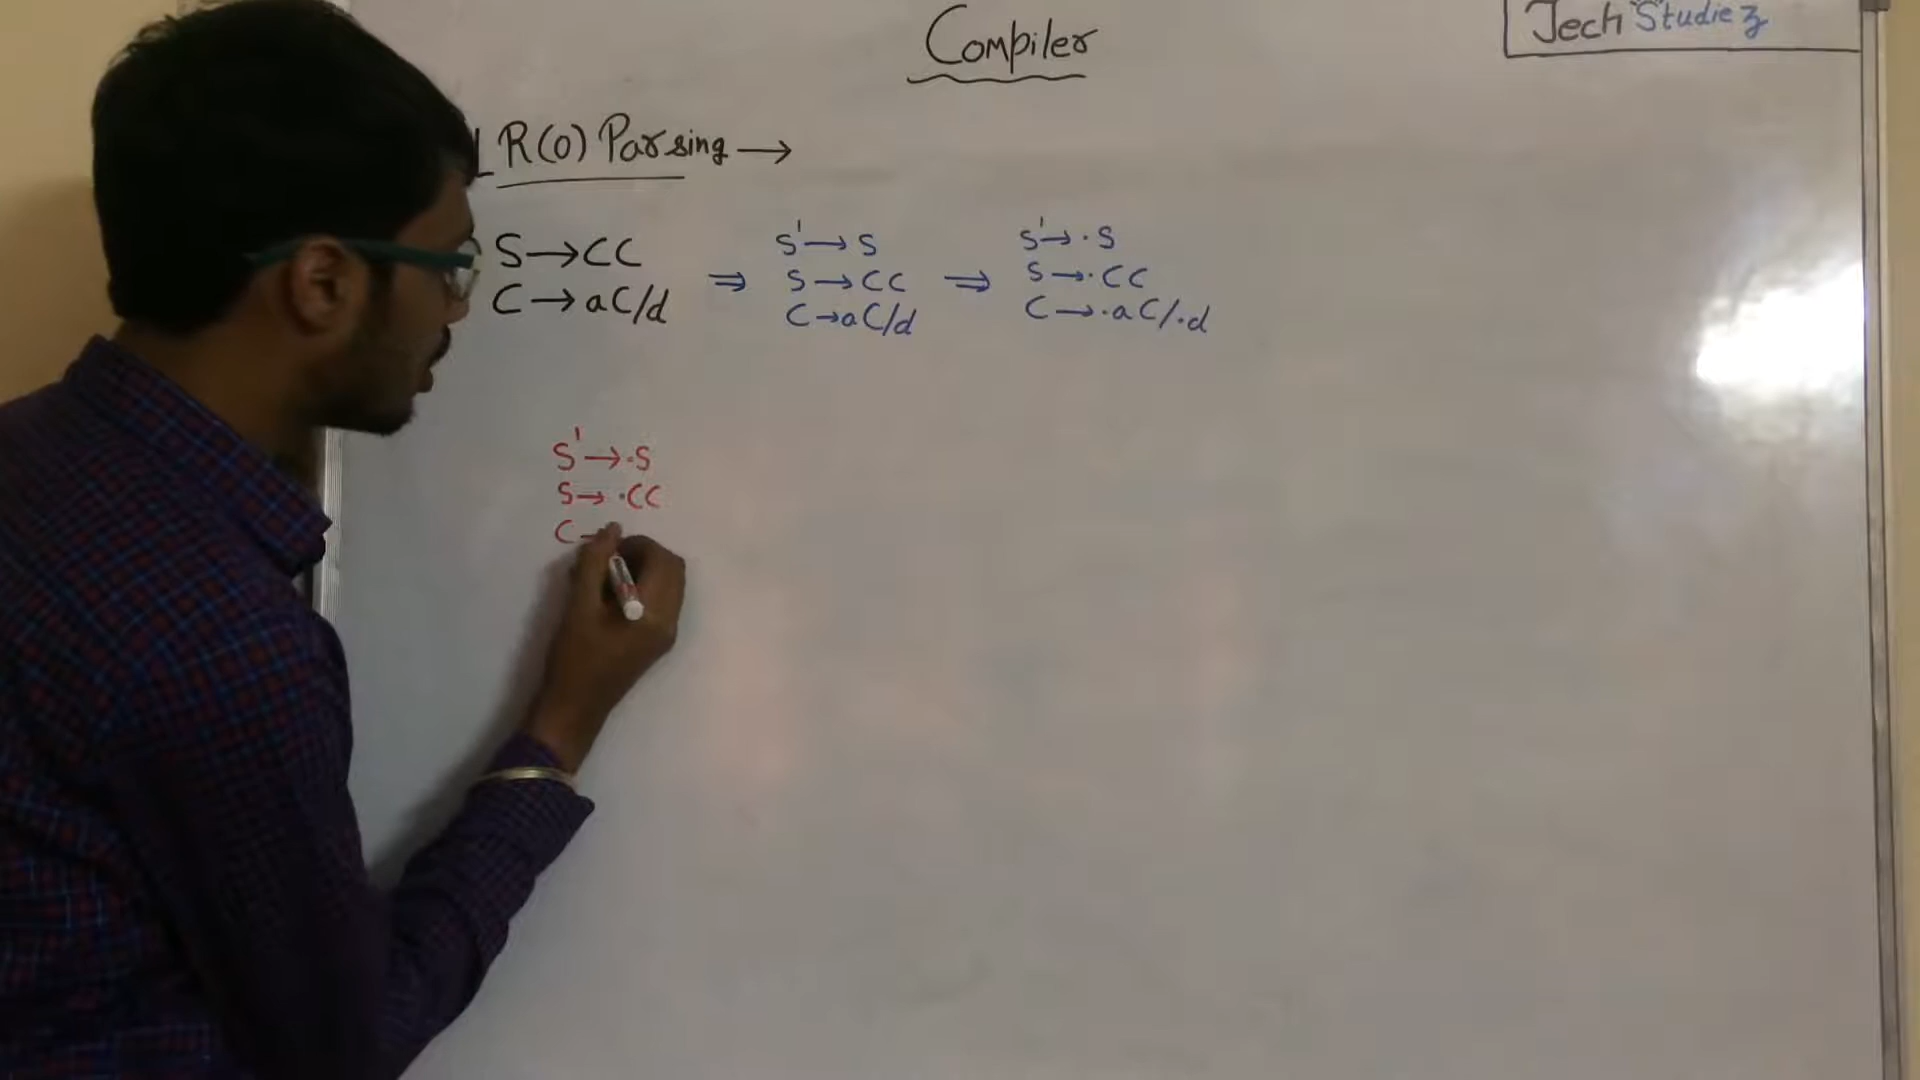 Compiler
Tech Studiez
LR(0) Parsing →
S → CC
C → aC/d
⇒
S' → S
S → CC
C → aC/d
⇒
S' → ·S
S → ·CC
C → ·aC/·d
S' → ·S
S → ·CC
C →